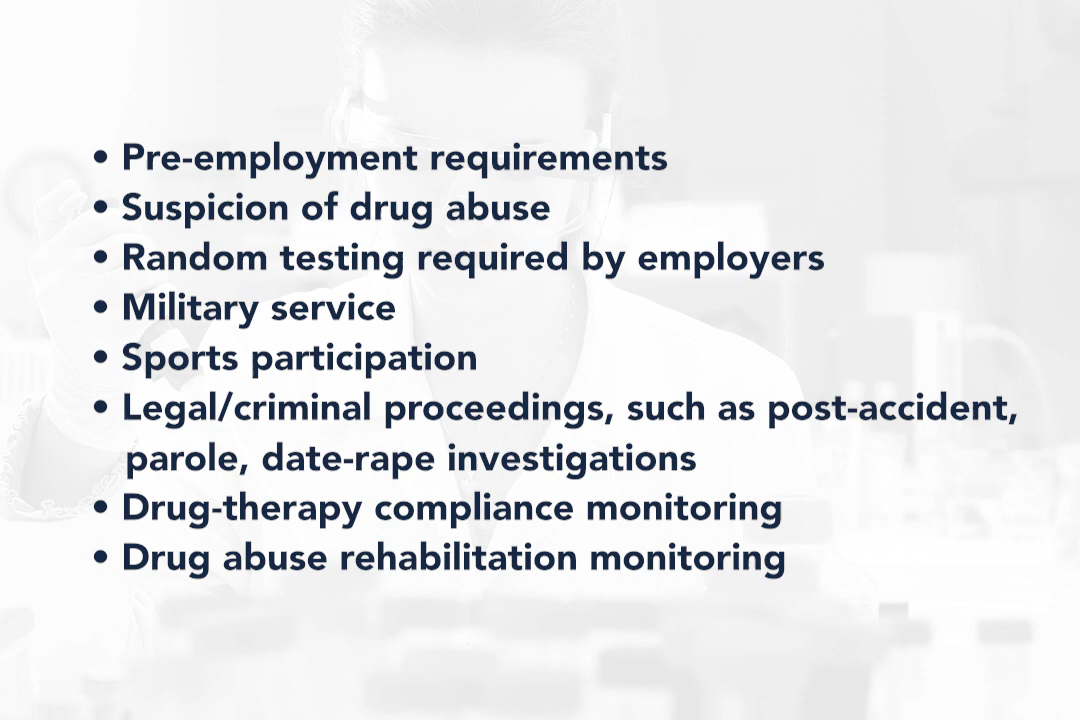 • Pre-employment requirements
• Suspicion of drug abuse
• Random testing required by employers
• Military service
• Sports participation
• Legal/criminal proceedings, such as post-accident,
parole, date-rape investigations
• Drug-therapy compliance monitoring
• Drug abuse rehabilitation monitoring